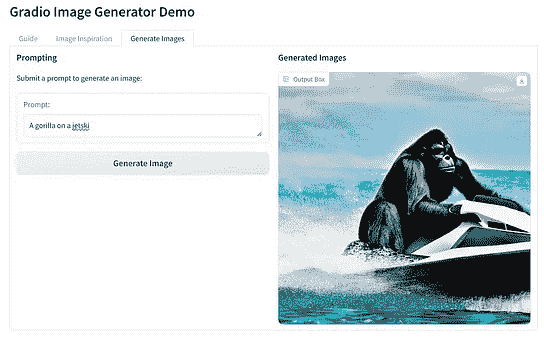 Gradio Image Generator Demo
Guide
Image Inspiration
Generate Images
Prompting
Submit a prompt to generate an image:
Prompt:
A gorilla on a jetski
Generate Image
Generated Images
Output Box